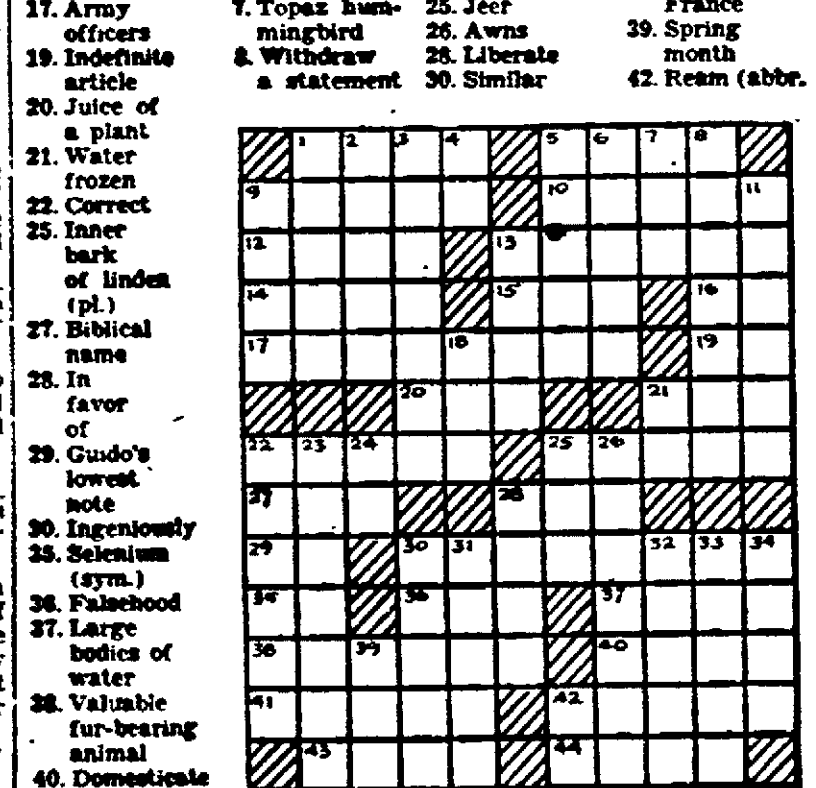 17. Army
officers
19. Indefinite
article
20. Juice of
a plant
21. Water
frozen
22. Correct
25. Inner
bark
of linden
(pl.)
27. Biblical
name
28. In
favor
of
29. Guido's
lowest
note
30. Ingeniously
35. Selenium
(sym.)
36. Falsehood
37. Large
bodies of
water
38. Valuable
fur-bearing
animal
40. Domesticate
7. Topaz hum-
mingbird
8. Withdraw
a statement
25. Jeer
26. Awns
28. Liberate
30. Similar
France
39. Spring
month
42. Ream (abbr.
1 2 3 4 5 6 7 8
9 10 11
12 13
14 15 16
17 18 19
20 21
22 23 24 25 26
27 28
29 30 31 32 33 34
35 36 37
38 39 40
41 42
43 44